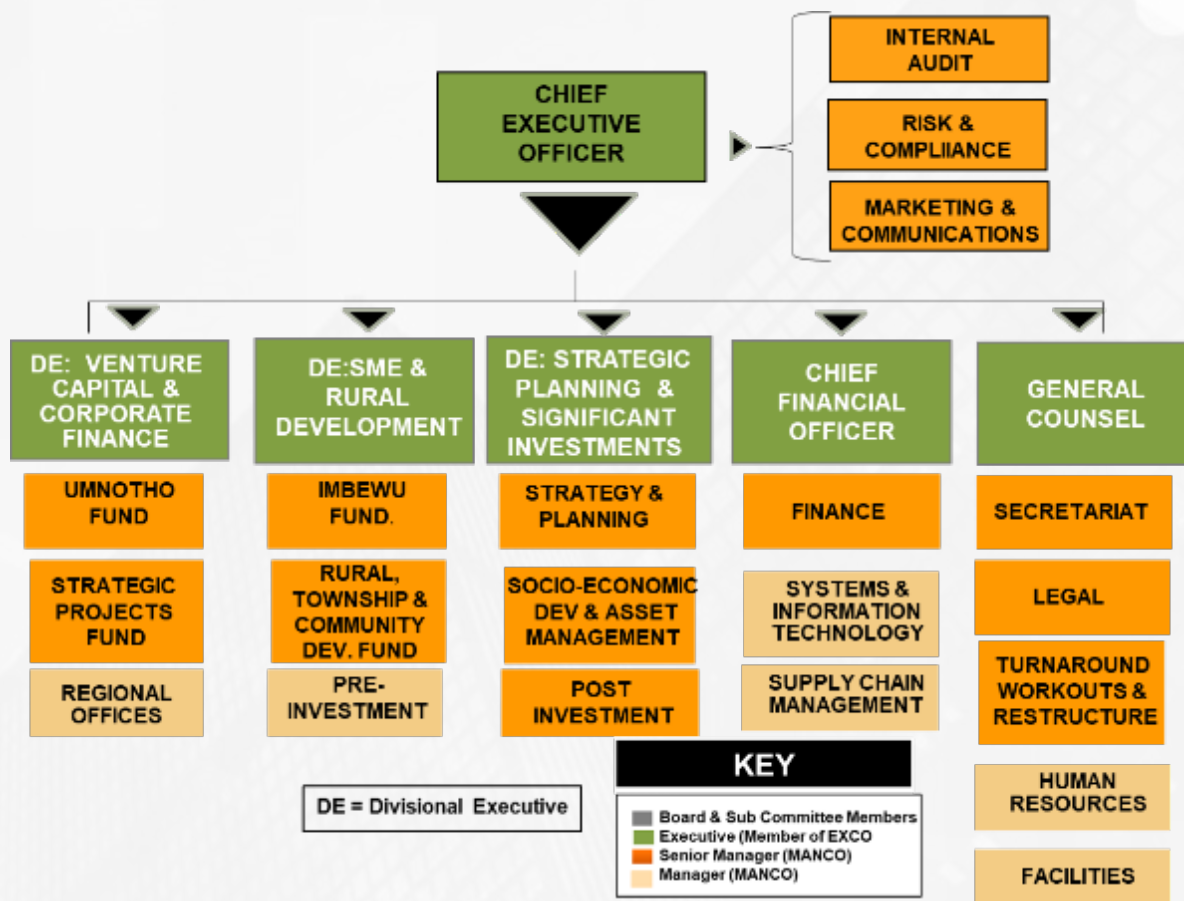 INTERNAL
AUDIT
CHIEF
EXECUTIVE
OFFICER
RISK &
COMPLIIANCE
MARKETING &
COMMUNICATIONS
DE: VENTURE
CAPITAL &
CORPORATE
FINANCE
DE:SME &
RURAL
DEVELOPMENT
DE: STRATEGIC
PLANNING &
SIGNIFICANT
INVESTMENTS
CHIEF
FINANCIAL
OFFICER
GENERAL
COUNSEL
UMNOTHO
FUND
STRATEGIC
PROJECTS
FUND
REGIONAL
OFFICES
IMBEWU
FUND.
RURAL,
TOWNSHIP &
COMMUNITY
DEV. FUND
PRE-
INVESTMENT
STRATEGY &
PLANNING
SOCIO-ECONOMIC
DEV & ASSET
MANAGEMENT
POST
INVESTMENT
FINANCE
SYSTEMS &
INFORMATION
TECHNOLOGY
SUPPLY CHAIN
MANAGEMENT
SECRETARIAT
LEGAL
TURNAROUND
WORKOUTS &
RESTRUCTURE
HUMAN
RESOURCES
FACILITIES
DE = Divisional Executive
KEY
Board & Sub Committee Members
Executive (Member of EXCO
Senior Manager (MANCO)
Manager (MANCO)